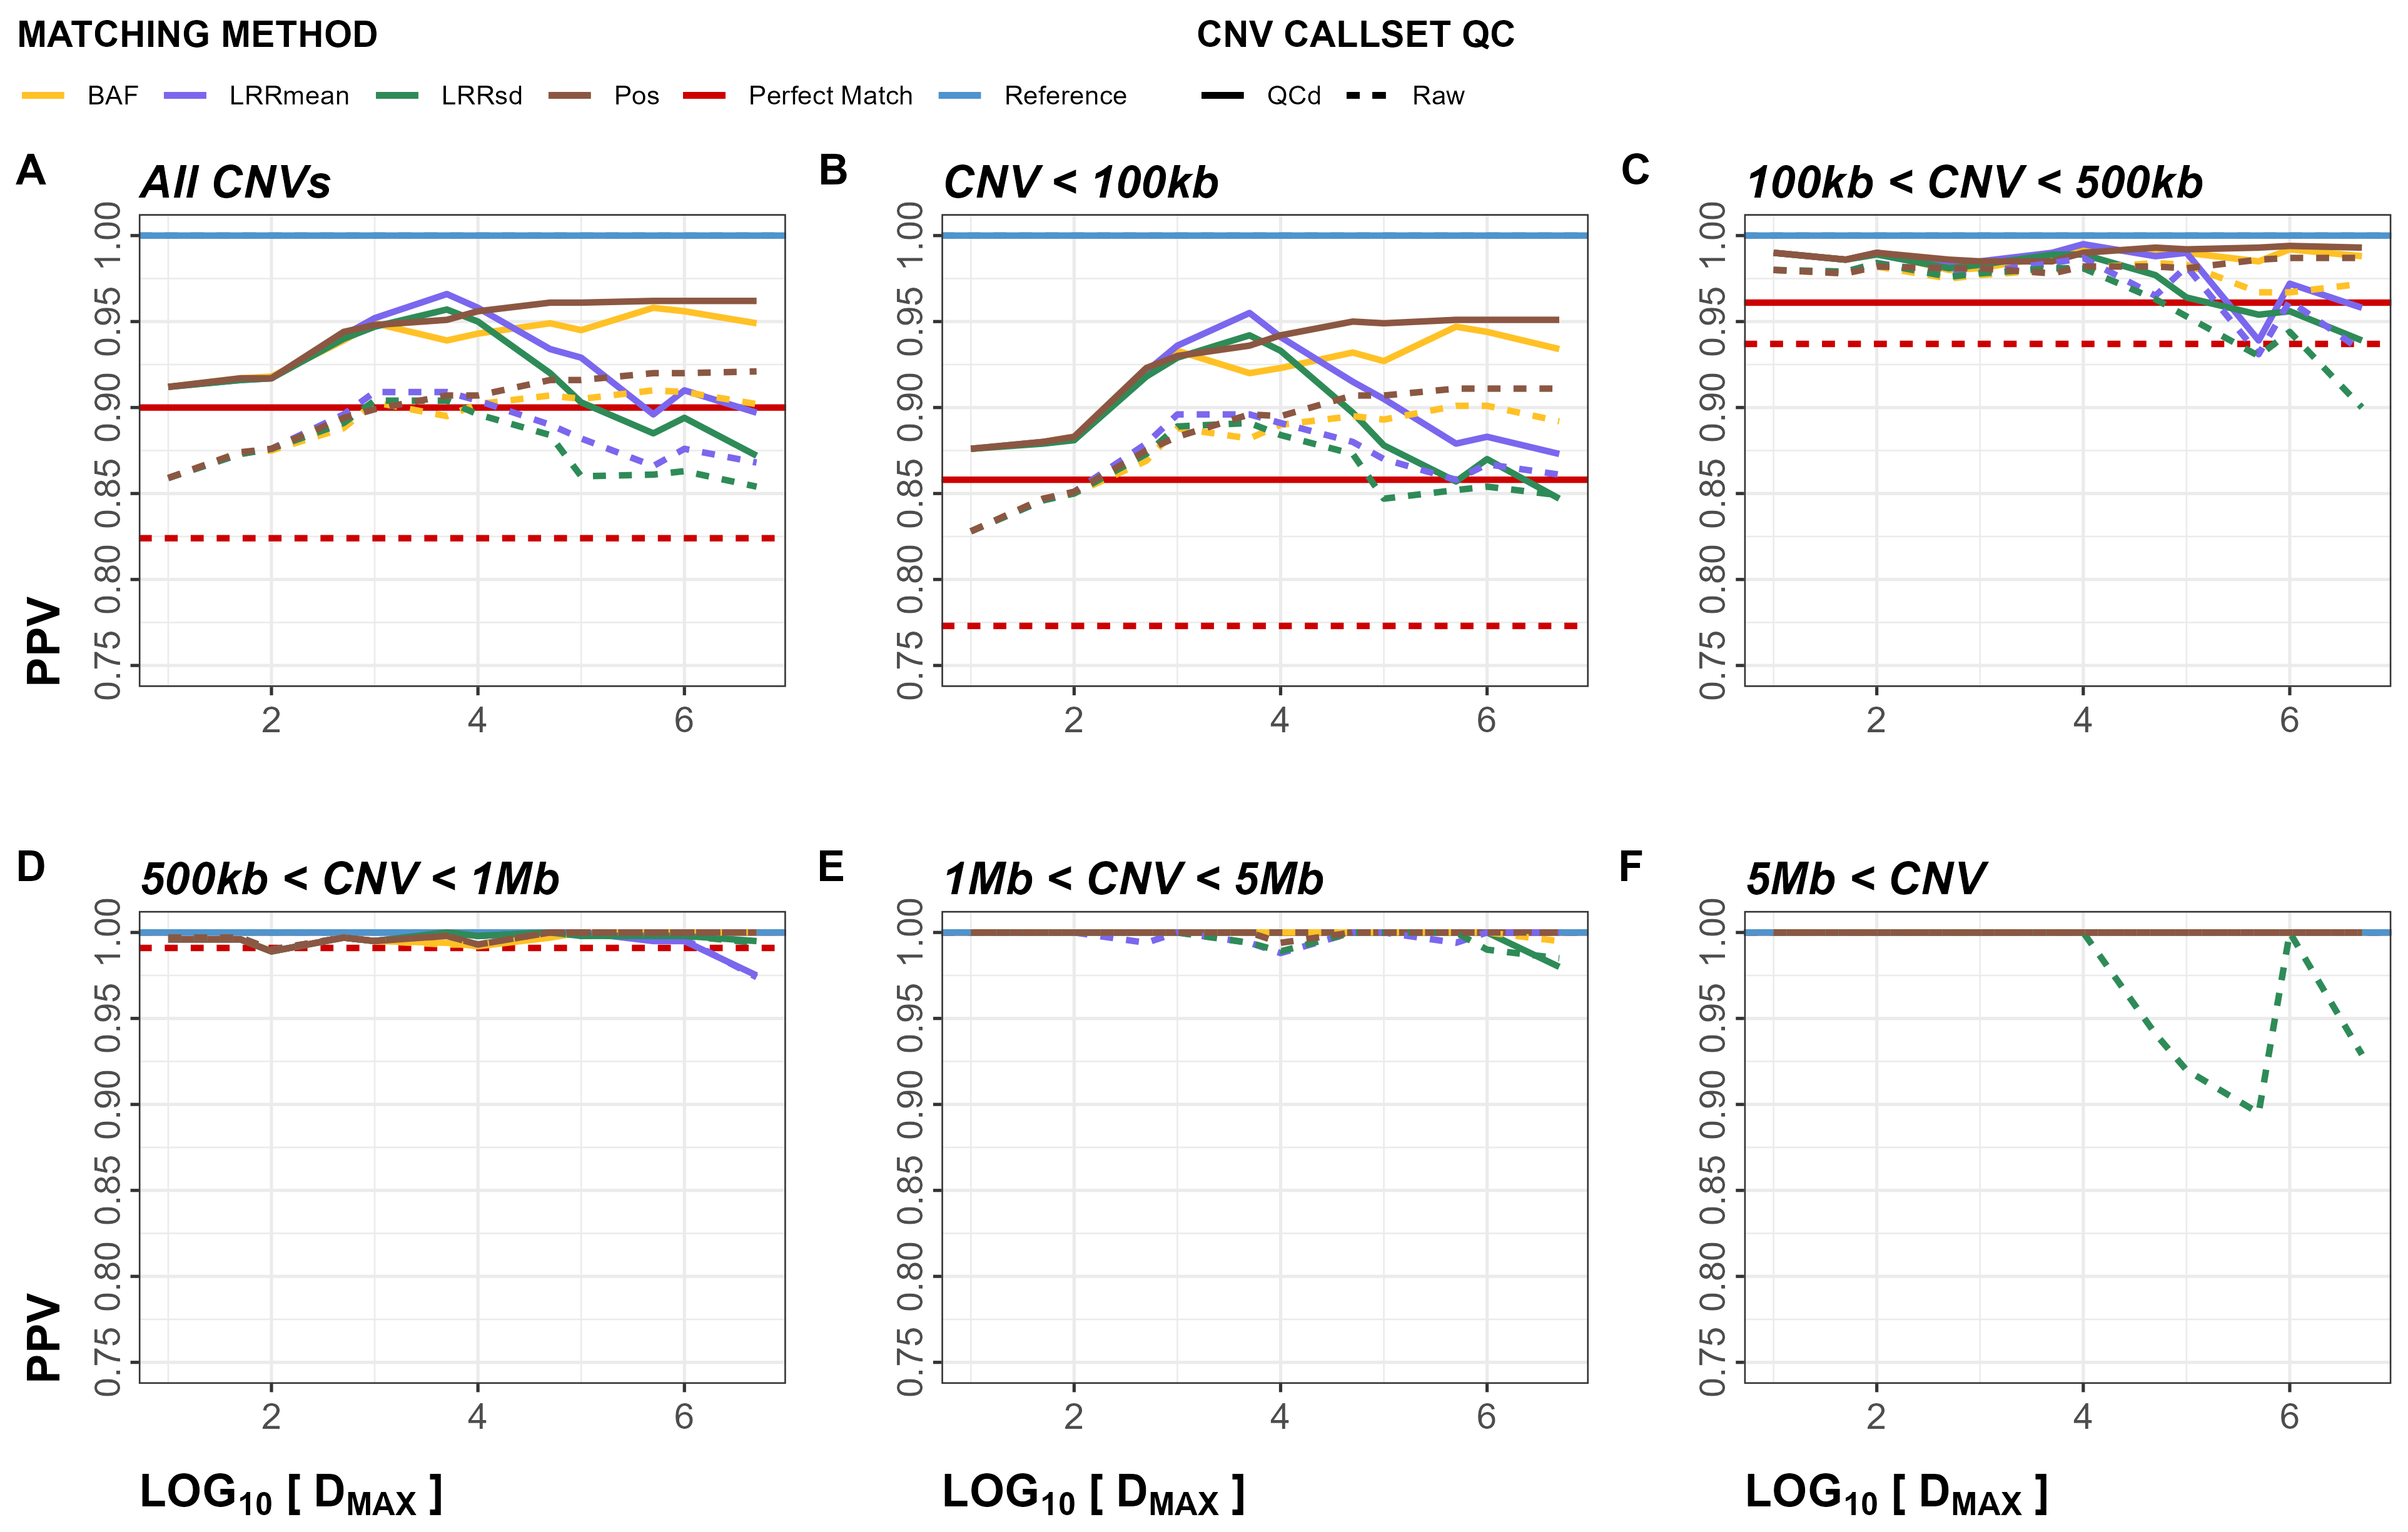 MATCHING METHOD CNV CALLSET QC
BAF LRRmean LRRsd Pos Perfect Match Reference QCd Raw
A All CNVs B CNV < 100kb C 100kb < CNV < 500kb
PPV
1.00 0.95 0.90 0.85 0.80 0.75
1.00 0.95 0.90 0.85 0.80 0.75
1.00 0.95 0.90 0.85 0.80 0.75
2 4 6 2 4 6 2 4 6
D 500kb < CNV < 1Mb E 1Mb < CNV < 5Mb F 5Mb < CNV
PPV
1.00 0.95 0.90 0.85 0.80 0.75
1.00 0.95 0.90 0.85 0.80 0.75
1.00 0.95 0.90 0.85 0.80 0.75
2 4 6 2 4 6 2 4 6
LOG10 [ DMAX ] LOG10 [ DMAX ] LOG10 [ DMAX ]